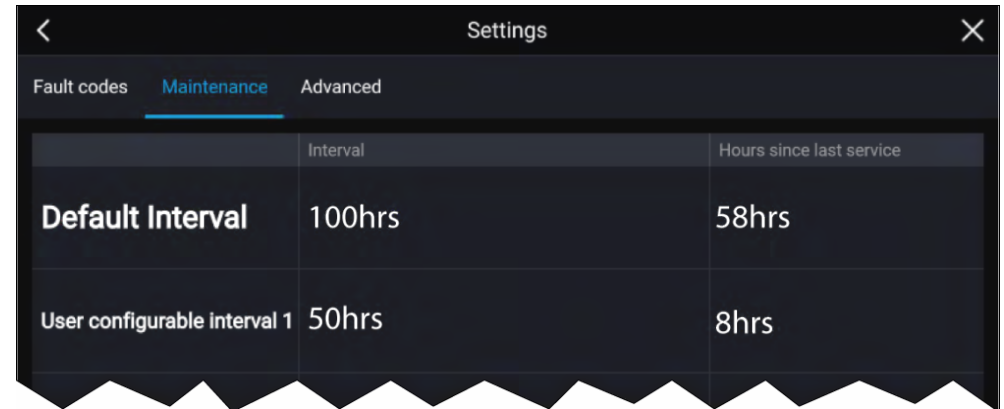 Settings
Fault codes Maintenance Advanced
Interval Hours since last service
Default Interval 100hrs 58hrs
User configurable interval 1 50hrs 8hrs